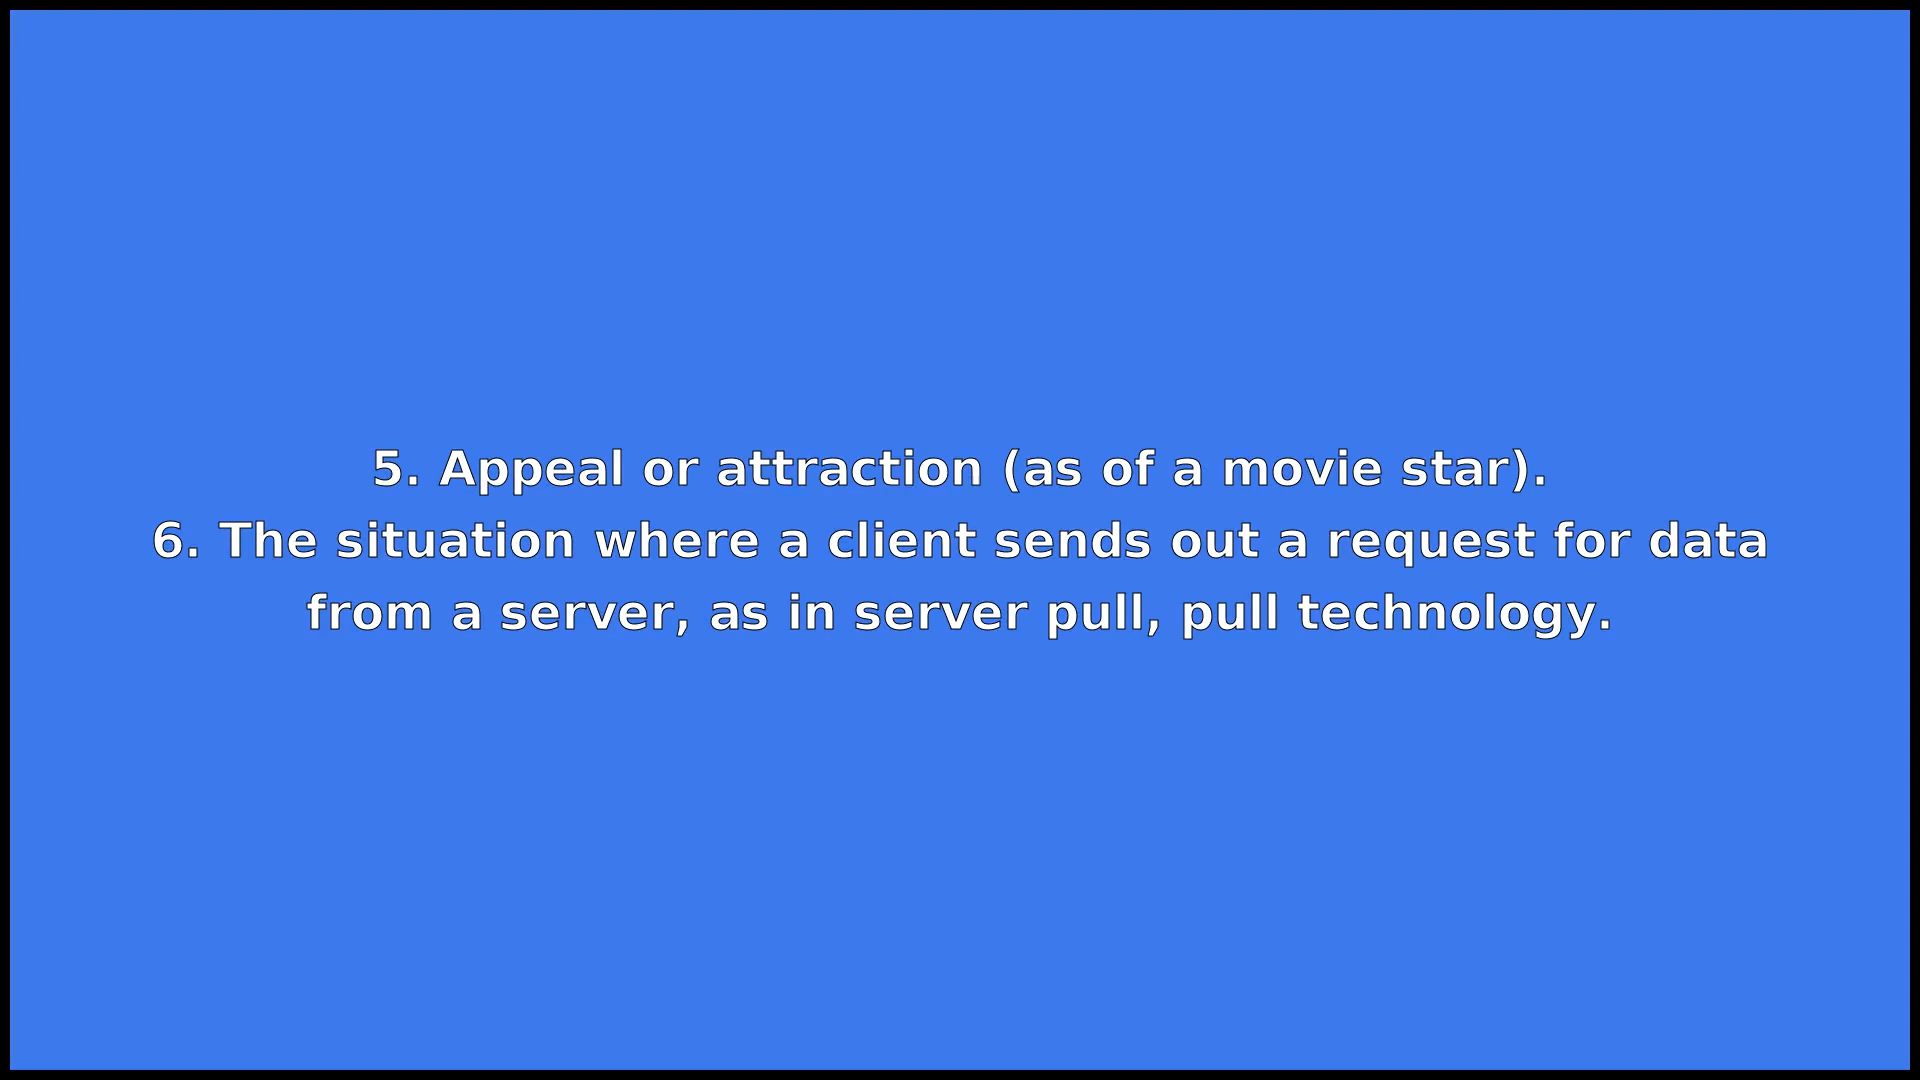 5. Appeal or attraction (as of a movie star).
6. The situation where a client sends out a request for data
from a server, as in server pull, pull technology.